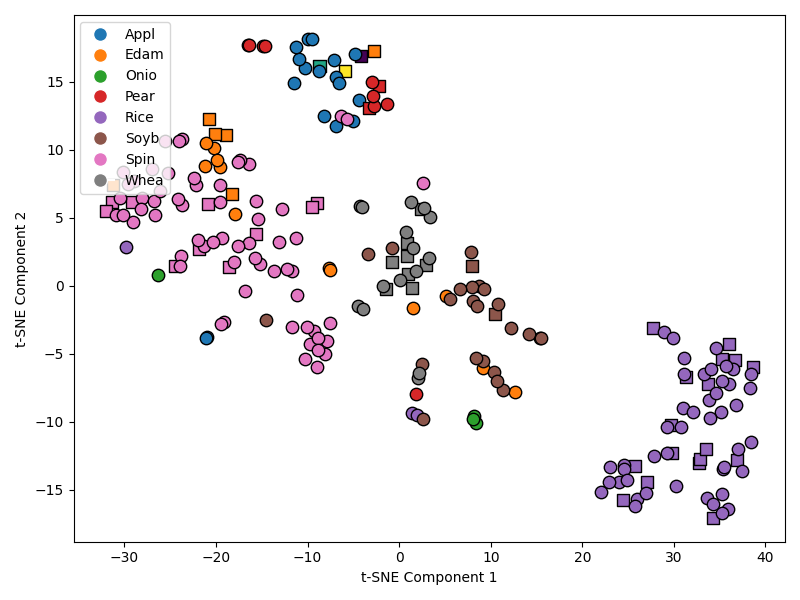 Appl
Edam
Onio
Pear
Rice
Soyb
Spin
Whea
t-SNE Component 2
15
10
5
0
−5
−10
−15
−30 −20 −10 0 10 20 30 40
t-SNE Component 1